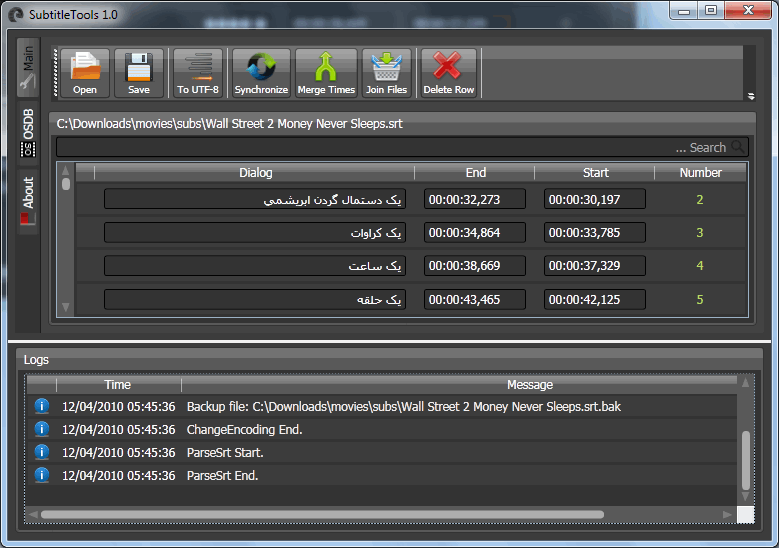 SubtitleTools 1.0
Main
OSDB
About
Open
Save
To UTF-8
Synchronize
Merge Times
Join Files
Delete Row
C:\Downloads\movies\subs\Wall Street 2 Money Never Sleeps.srt
... Search
Dialog End Start Number
یک دستمال گردن ابریشمی 00:00:32,273 00:00:30,197 2
یک کراوات 00:00:34,864 00:00:33,785 3
یک ساعت 00:00:38,669 00:00:37,329 4
یک حلقه 00:00:43,465 00:00:42,125 5
Logs
Time Message
12/04/2010 05:45:36 Backup file: C:\Downloads\movies\subs\Wall Street 2 Money Never Sleeps.srt.bak
12/04/2010 05:45:36 ChangeEncoding End.
12/04/2010 05:45:36 ParseSrt Start.
12/04/2010 05:45:36 ParseSrt End.